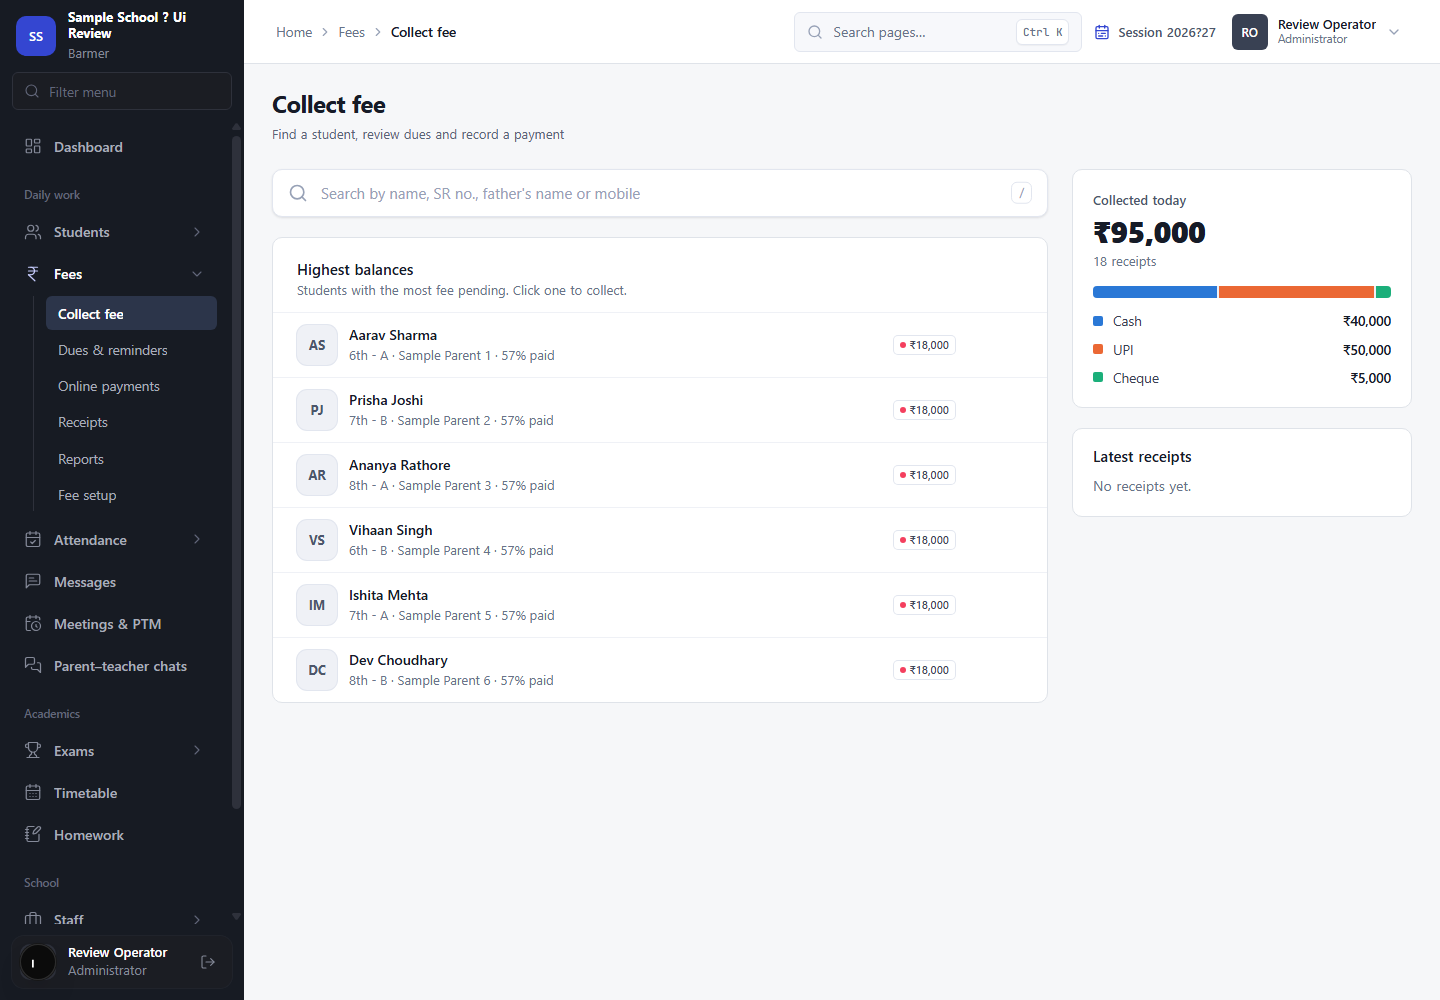 SS
Sample School ? Ui Review
Barmer
Filter menu
Dashboard
Daily work
Students
Fees
Collect fee
Dues & reminders
Online payments
Receipts
Reports
Fee setup
Attendance
Messages
Meetings & PTM
Parent–teacher chats
Academics
Exams
Timetable
Homework
School
Staff
Review Operator
Administrator
Home > Fees > Collect fee
Search pages...
Ctrl K
Session 2026?27
RO
Review Operator
Administrator
Collect fee
Find a student, review dues and record a payment
Search by name, SR no., father's name or mobile
/
Highest balances
Students with the most fee pending. Click one to collect.
AS
Aarav Sharma
6th - A · Sample Parent 1 · 57% paid
₹18,000
PJ
Prisha Joshi
7th - B · Sample Parent 2 · 57% paid
₹18,000
AR
Ananya Rathore
8th - A · Sample Parent 3 · 57% paid
₹18,000
VS
Vihaan Singh
6th - B · Sample Parent 4 · 57% paid
₹18,000
IM
Ishita Mehta
7th - A · Sample Parent 5 · 57% paid
₹18,000
DC
Dev Choudhary
8th - B · Sample Parent 6 · 57% paid
₹18,000
Collected today
₹95,000
18 receipts
Cash ₹40,000
UPI ₹50,000
Cheque ₹5,000
Latest receipts
No receipts yet.